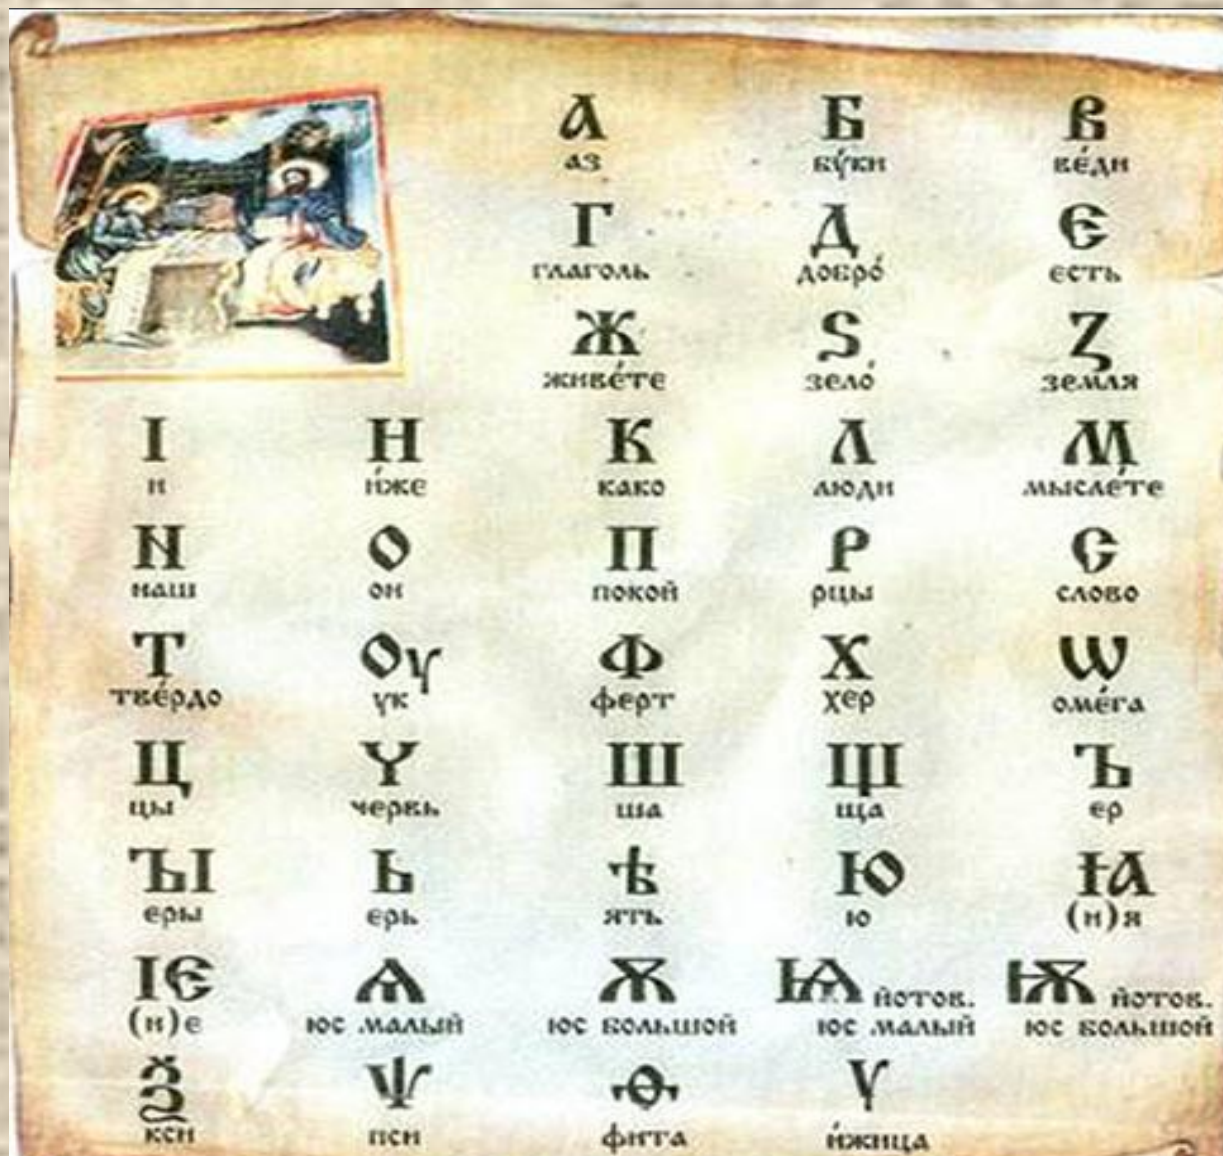 А Б В
аз бу́ки ве́ди
Г Д Є
глаголь добро́ єсть
Ж Ѕ З
живе́те зело́ земля
І И К Л М
и и́же како люди мысле́те
N О П Р С
наш он покой рцы слово
Т Оу Ф Х Ѡ
тве́рдо ук ферт хер оме́га
Ц Ч Ш Щ Ъ
цы червь ша ща ер
ЪІ Ь Ѣ Ю Ꙗ
еры ерь ять ю (и)я
Ѥ Ѧ Ѫ Ѩ йотов. Ѭ йотов.
(и)е юс малый юс большой юс малый юс большой
Ѯ Ѱ Ѳ Ѵ
кси пси фита и́жица